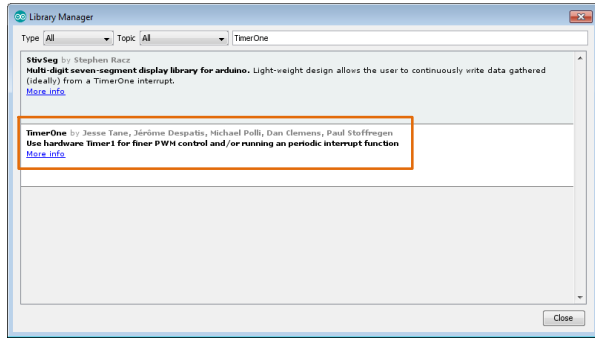 Library Manager
Type All Topic All TimerOne
StivSeg by Stephen Racz
Multi-digit seven-segment display library for arduino. Light-weight design allows the user to continuously write data gathered
(ideally) from a TimerOne interrupt.
More info
TimerOne by Jesse Tane, Jérôme Despatis, Michael Polli, Dan Clemens, Paul Stoffregen
Use hardware Timer1 for finer PWM control and/or running an periodic interrupt function
More info
Close